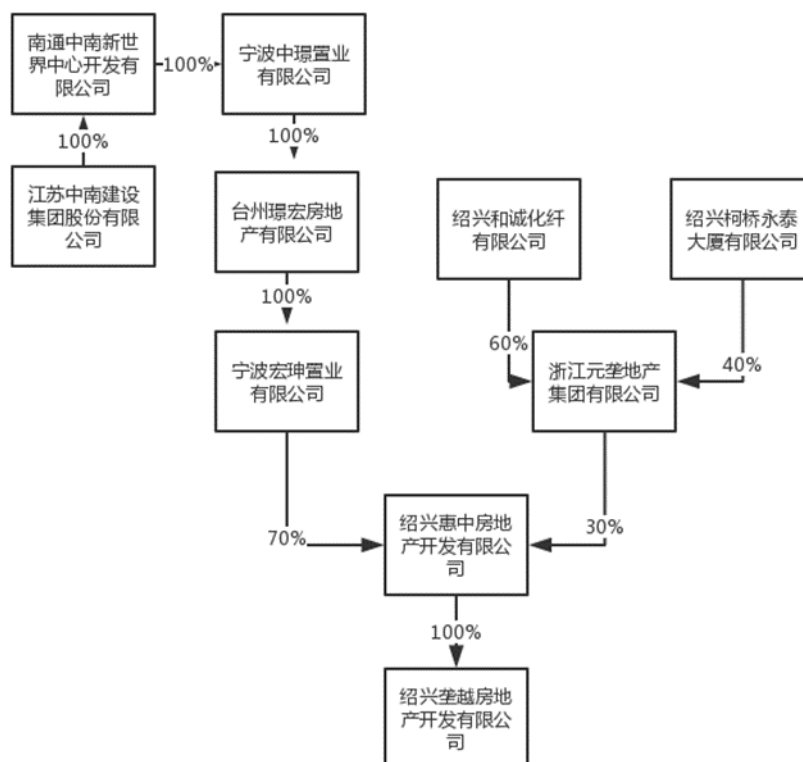 南通中南新世
界中心开发有
限公司
100%
宁波中璟置业
有限公司
100%
100%
江苏中南建设
集团股份有限
公司
台州璟宏房地
产有限公司
绍兴和诚化纤
有限公司
绍兴柯桥永泰
大厦有限公司
100%
宁波宏珅置业
有限公司
60%
浙江元垄地产
集团有限公司
40%
70%
绍兴惠中房地
产开发有限公
司
30%
100%
绍兴垄越房地
产开发有限公
司